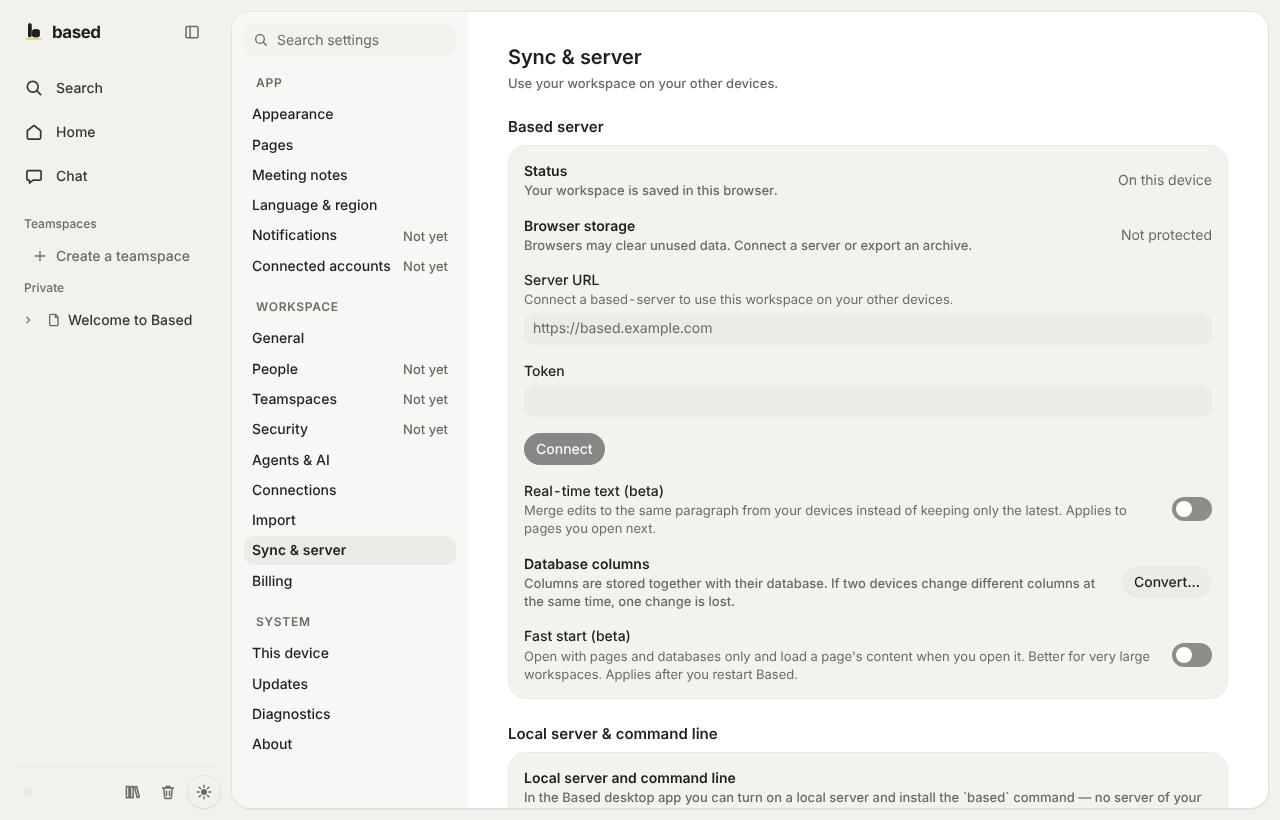 based
Search
Home
Chat
Teamspaces
Create a teamspace
Private
Welcome to Based
Search settings
APP
Appearance
Pages
Meeting notes
Language & region
Notifications Not yet
Connected accounts Not yet
WORKSPACE
General
People Not yet
Teamspaces Not yet
Security Not yet
Agents & AI
Connections
Import
Sync & server
Billing
SYSTEM
This device
Updates
Diagnostics
About
Sync & server
Use your workspace on your other devices.
Based server
Status
Your workspace is saved in this browser.
On this device
Browser storage
Browsers may clear unused data. Connect a server or export an archive.
Not protected
Server URL
Connect a based-server to use this workspace on your other devices.
https://based.example.com
Token
Connect
Real-time text (beta)
Merge edits to the same paragraph from your devices instead of keeping only the latest. Applies to
pages you open next.
Database columns
Columns are stored together with their database. If two devices change different columns at
the same time, one change is lost.
Convert...
Fast start (beta)
Open with pages and databases only and load a page's content when you open it. Better for very large
workspaces. Applies after you restart Based.
Local server & command line
Local server and command line
In the Based desktop app you can turn on a local server and install the `based` command — no server of your